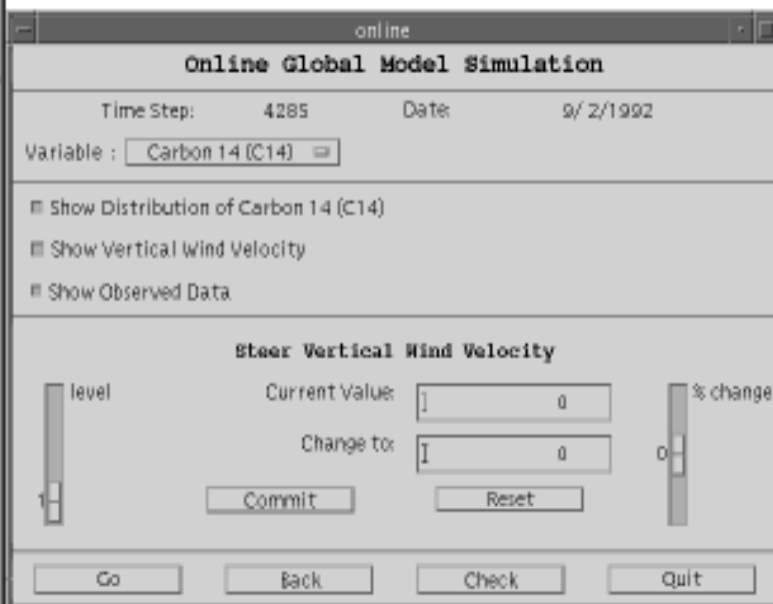 online
Online Global Model Simulation
Time Step: 4285 Date: 9/ 2/1992
Variable : Carbon 14 (C14)
Show Distribution of Carbon 14 (C14)
Show Vertical Wind Velocity
Show Observed Data
Steer Vertical Wind Velocity
level Current Value: 0 % change
Change to: 0 0
1 Commit Reset
Go Back Check Quit